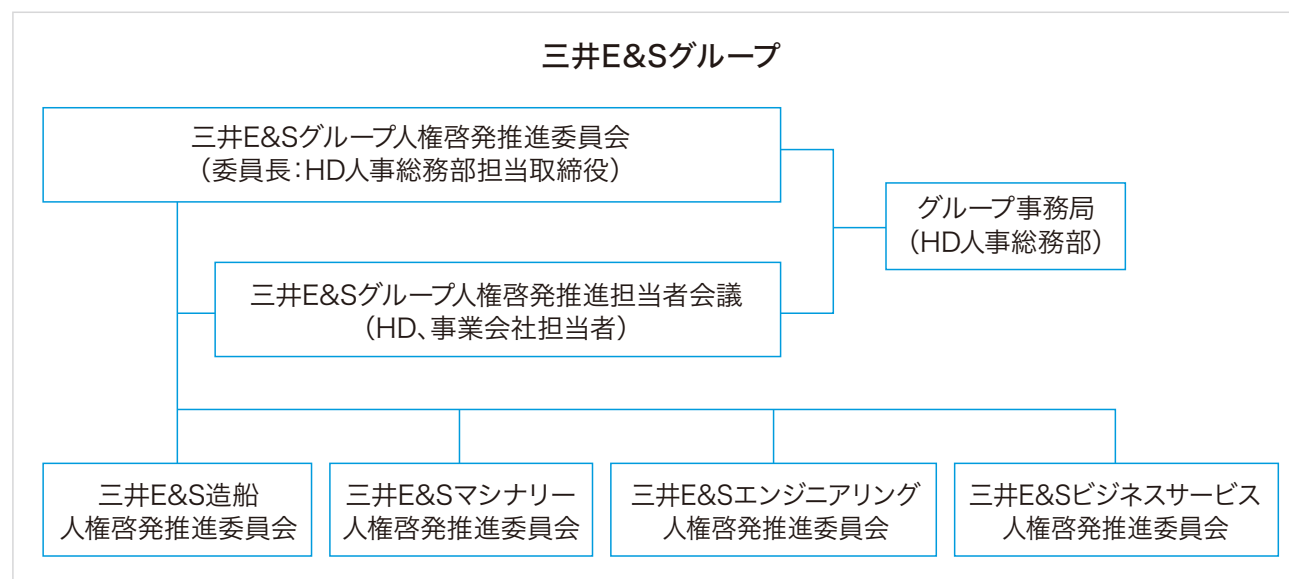 三井E&Sグループ
三井E&Sグループ人権啓発推進委員会
（委員長：HD人事総務部担当取締役）
グループ事務局
（HD人事総務部）
三井E&Sグループ人権啓発推進担当者会議
（HD、事業会社担当者）
三井E&S造船
人権啓発推進委員会
三井E&Sマシナリー
人権啓発推進委員会
三井E&Sエンジニアリング
人権啓発推進委員会
三井E&Sビジネスサービス
人権啓発推進委員会